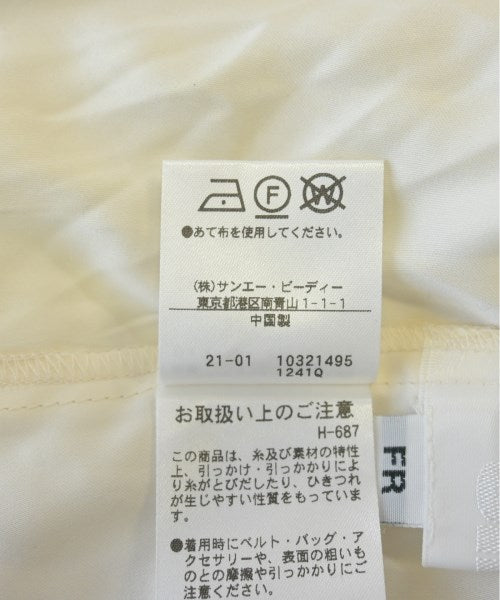 F W
●あて布を使用してください。
(株)サンエー・ビーディー
東京都港区南青山1-1-1
中国製
21-01 10321495
1241Q
お取扱い上のご注意
H-687
この商品は、糸及び素材の特性
上、引っかけ・引っかかりによ
り糸がとびだしたり、ひきつれ
が生じやすい性質をもっていま
す。
●着用時にベルト・バッグ・ア
クセサリーや、表面の粗いも
のとの摩擦や引っかかりにご
FR